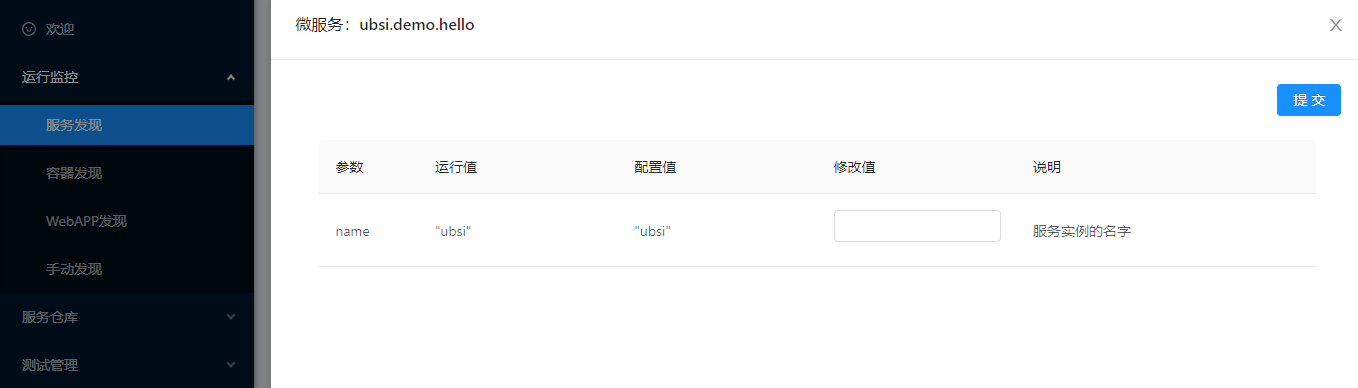 欢迎
运行监控
服务发现
容器发现
WebAPP发现
手动发现
服务仓库
测试管理
微服务：ubsi.demo.hello
提 交
参数 运行值 配置值 修改值 说明
name "ubsi" "ubsi" 服务实例的名字